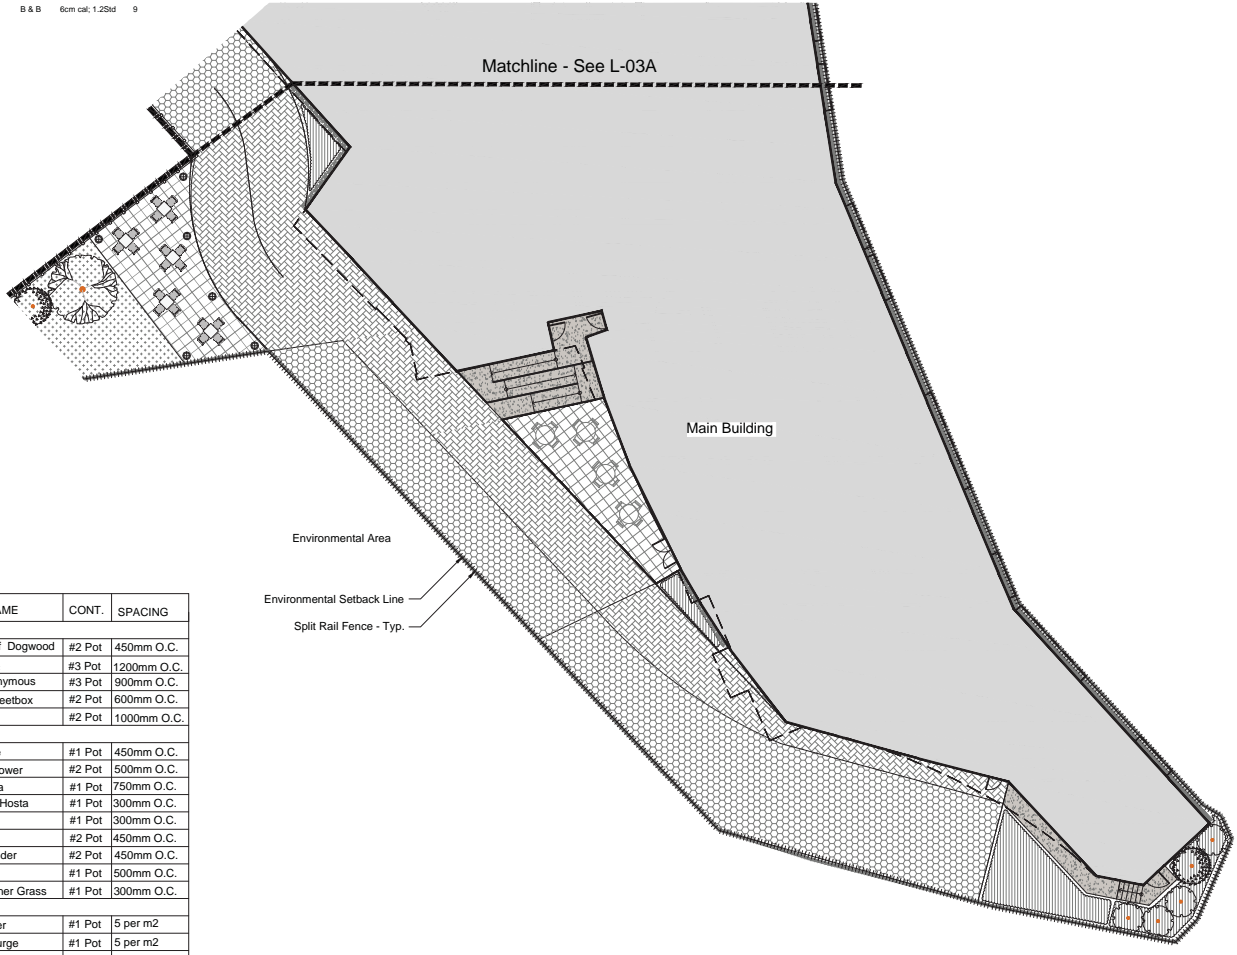 B & B 6cm cal; 1.2Std 9
Matchline - See L-03A
Main Building
Environmental Area
Environmental Setback Line
Split Rail Fence - Typ.
AME CONT. SPACING
Dogwood #2 Pot 450mm O.C.
#3 Pot 1200mm O.C.
nymous #3 Pot 900mm O.C.
eetbox #2 Pot 600mm O.C.
#2 Pot 1000mm O.C.
#1 Pot 450mm O.C.
ower #2 Pot 500mm O.C.
a #1 Pot 750mm O.C.
Hosta #1 Pot 300mm O.C.
#1 Pot 300mm O.C.
#2 Pot 450mm O.C.
der #2 Pot 450mm O.C.
#1 Pot 500mm O.C.
her Grass #1 Pot 300mm O.C.
er #1 Pot 5 per m2
urge #1 Pot 5 per m2